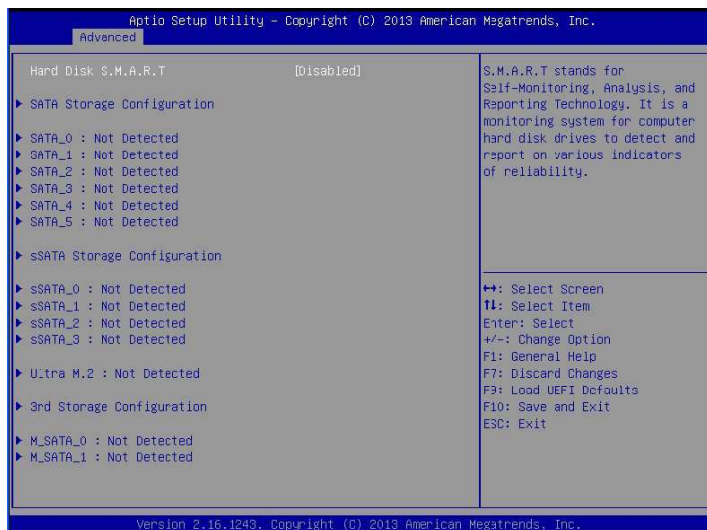 Aptio Setup Utility – Copyright (C) 2013 American Megatrends, Inc.
Advanced
Hard Disk S.M.A.R.T [Disabled]
SATA Storage Configuration
SATA_0 : Not Detected
SATA_1 : Not Detected
SATA_2 : Not Detected
SATA_3 : Not Detected
SATA_4 : Not Detected
SATA_5 : Not Detected
sSATA Storage Configuration
sSATA_0 : Not Detected
sSATA_1 : Not Detected
sSATA_2 : Not Detected
sSATA_3 : Not Detected
Ultra M.2 : Not Detected
3rd Storage Configuration
M_SATA_0 : Not Detected
M_SATA_1 : Not Detected
S.M.A.R.T stands for
Self-Monitoring, Analysis, and
Reporting Technology. It is a
monitoring system for computer
hard disk drives to detect and
report on various indicators
of reliability.
↔: Select Screen
↑↓: Select Item
Enter: Select
+/-: Change Option
F1: General Help
F7: Discard Changes
F9: Load UEFI Defaults
F10: Save and Exit
ESC: Exit
Version 2.16.1243. Copyright (C) 2013 American Megatrends, Inc.